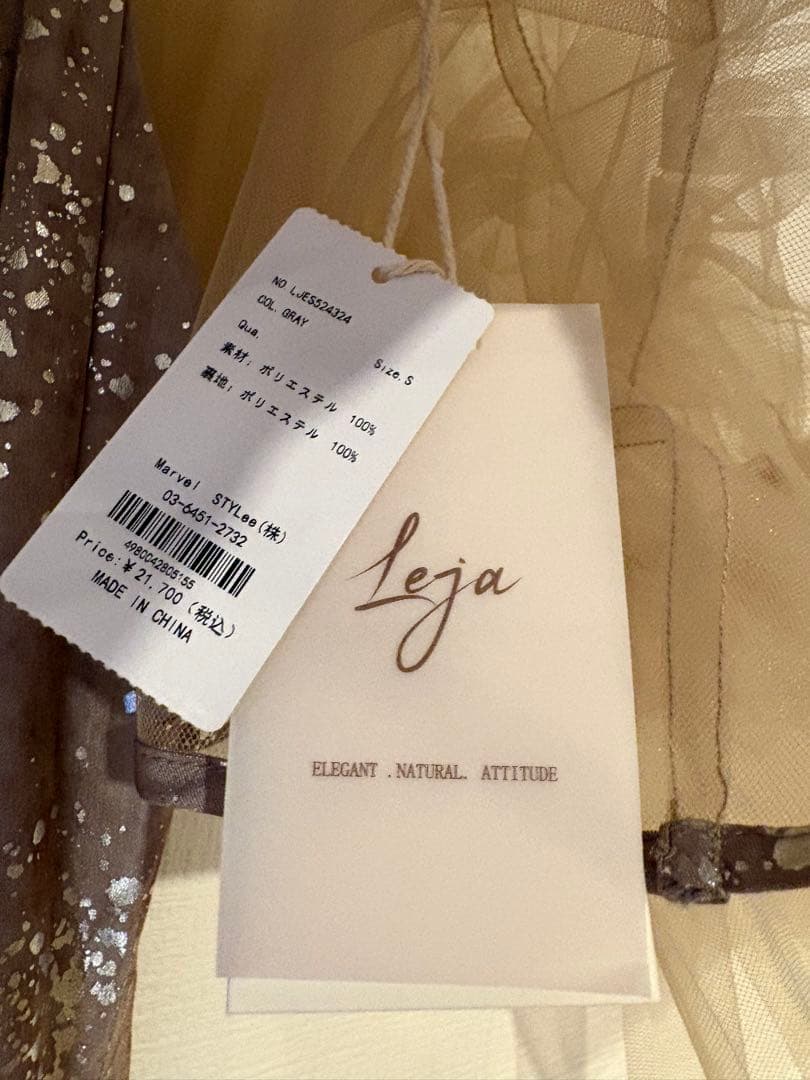 NO LJES524324
COL. GRAY
Qua. Size. S
素材: ポリエステル 100%
裏地: ポリエステル 100%
Marvel STYLee(株)
03-6451-2732
4980042805155
Price:¥ 21.700 (税込)
MADE IN CHINA
Leja
ELEGANT .NATURAL. ATTITUDE